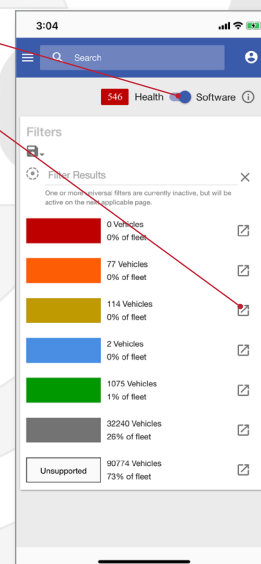 3:04
Search
546 Health Software
Filters
Filter Results
One or more universal filters are currently inactive, but will be
active on the next applicable page.
0 Vehicles
0% of fleet
77 Vehicles
0% of fleet
114 Vehicles
0% of fleet
2 Vehicles
0% of fleet
1075 Vehicles
1% of fleet
32240 Vehicles
26% of fleet
Unsupported
90774 Vehicles
73% of fleet